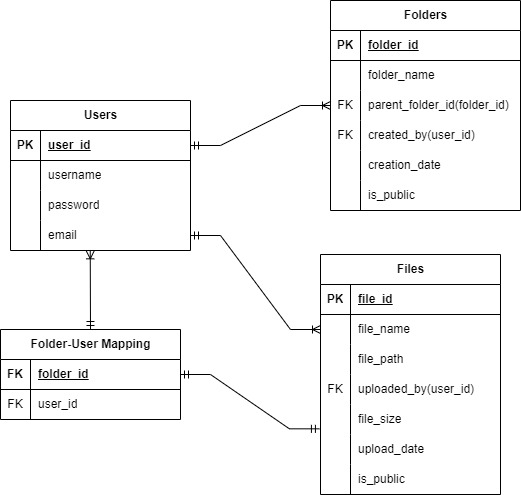 Folders
PK folder_id
folder_name
FK parent_folder_id(folder_id)
FK created_by(user_id)
creation_date
is_public
Users
PK user_id
username
password
email
Files
PK file_id
file_name
file_path
FK uploaded_by(user_id)
file_size
upload_date
is_public
Folder-User Mapping
FK folder_id
FK user_id